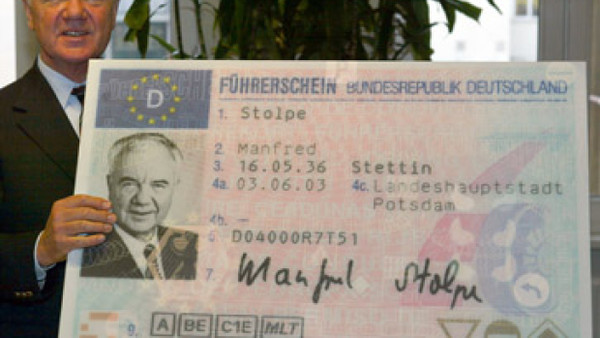 D
FÜHRERSCHEIN BUNDESREPUBLIK DEUTSCHLAND
1. Stolpe
2. Manfred
3. 16.05.36 Stettin
4a. 03.06.03 4c. Landeshauptstadt
Potsdam
4b. —
5 D04000R7T51
7. Manfred Stolpe
9. A BE C1E MLT